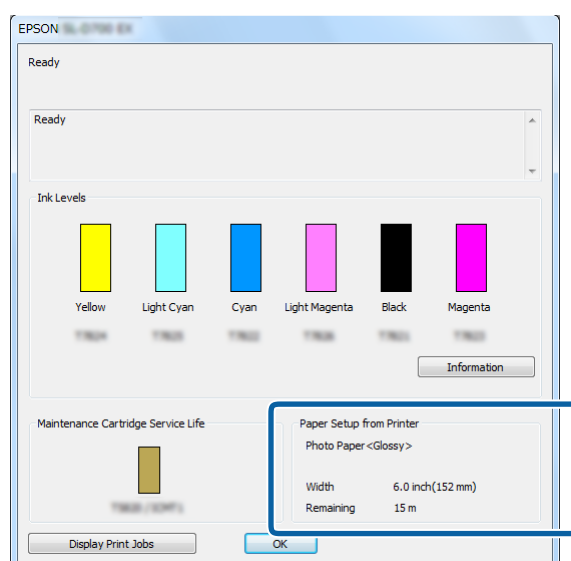 EPSON
Ready
Ready
Ink Levels
Yellow Light Cyan Cyan Light Magenta Black Magenta
Information
Maintenance Cartridge Service Life
Paper Setup from Printer
Photo Paper<Glossy>
Width 6.0 inch(152 mm)
Remaining 15 m
Display Print Jobs
OK